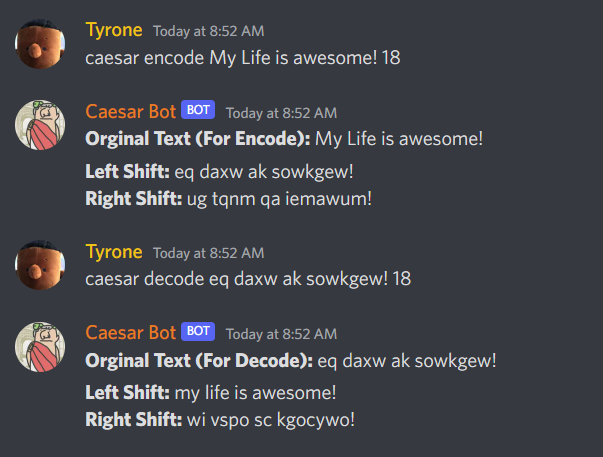 Tyrone Today at 8:52 AM
caesar encode My Life is awesome! 18
Caesar Bot BOT Today at 8:52 AM
Orginal Text (For Encode): My Life is awesome!
Left Shift: eq daxw ak sowkgew!
Right Shift: ug tqnm qa iemawum!
Tyrone Today at 8:52 AM
caesar decode eq daxw ak sowkgew! 18
Caesar Bot BOT Today at 8:52 AM
Orginal Text (For Decode): eq daxw ak sowkgew!
Left Shift: my life is awesome!
Right Shift: wi vspo sc kgocywo!